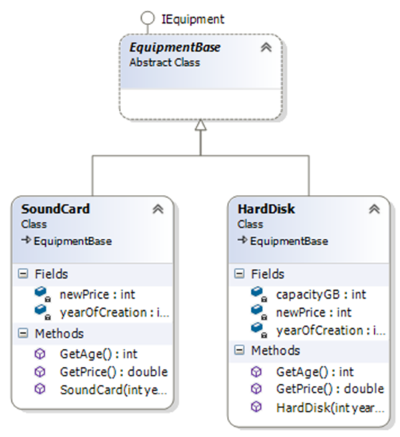 IEquipment
EquipmentBase
Abstract Class
SoundCard
Class
EquipmentBase
Fields
newPrice : int
yearOfCreation : i...
Methods
GetAge() : int
GetPrice() : double
SoundCard(int ye...
HardDisk
Class
EquipmentBase
Fields
capacityGB : int
newPrice : int
yearOfCreation : i...
Methods
GetAge() : int
GetPrice() : double
HardDisk(int year...